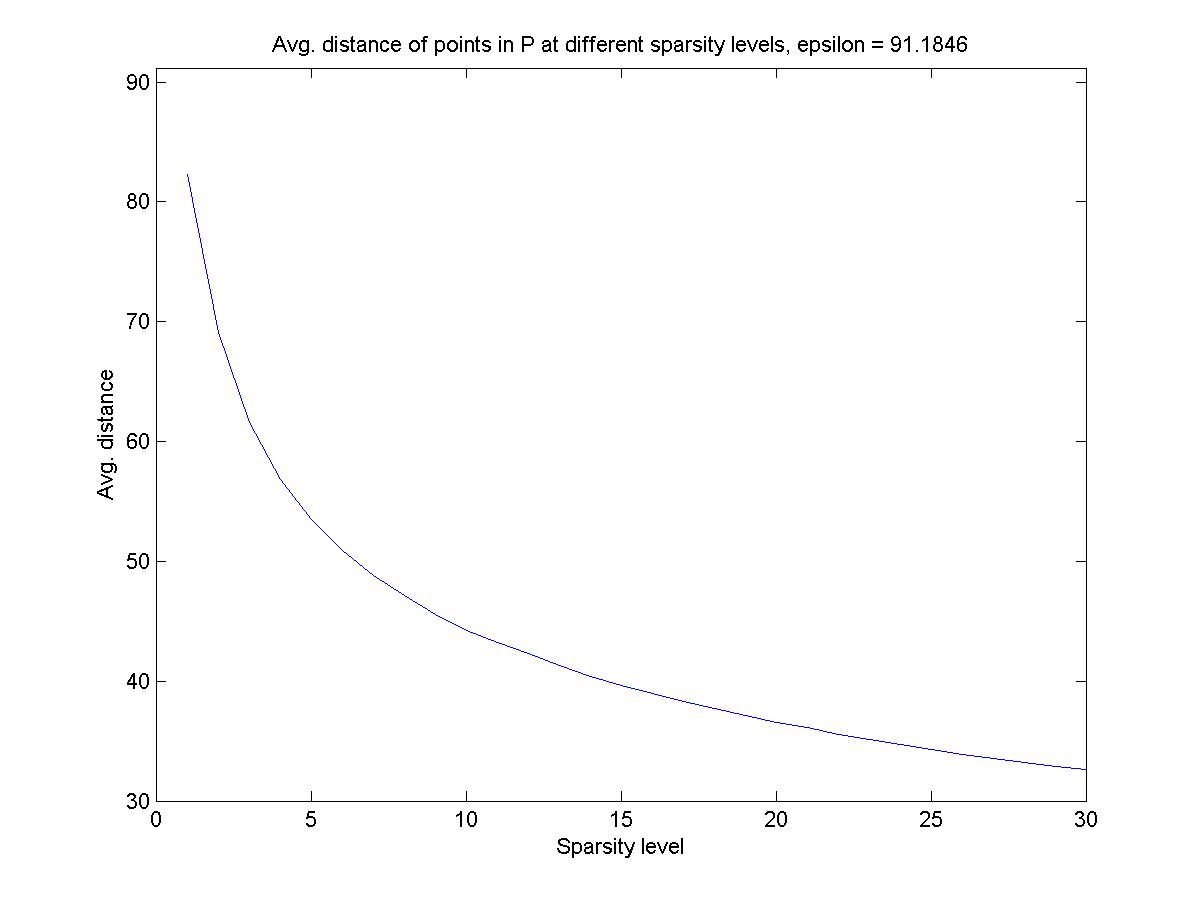 Avg. distance of points in P at different sparsity levels, epsilon = 91.1846
90
80
70
60
50
40
30
Avg. distance
0 5 10 15 20 25 30
Sparsity level